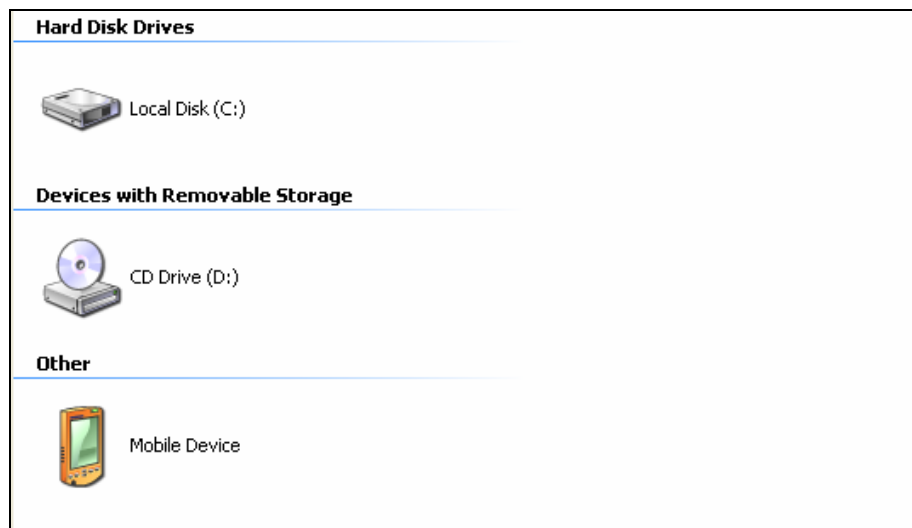 Hard Disk Drives
Local Disk (C:)
Devices with Removable Storage
CD Drive (D:)
Other
Mobile Device